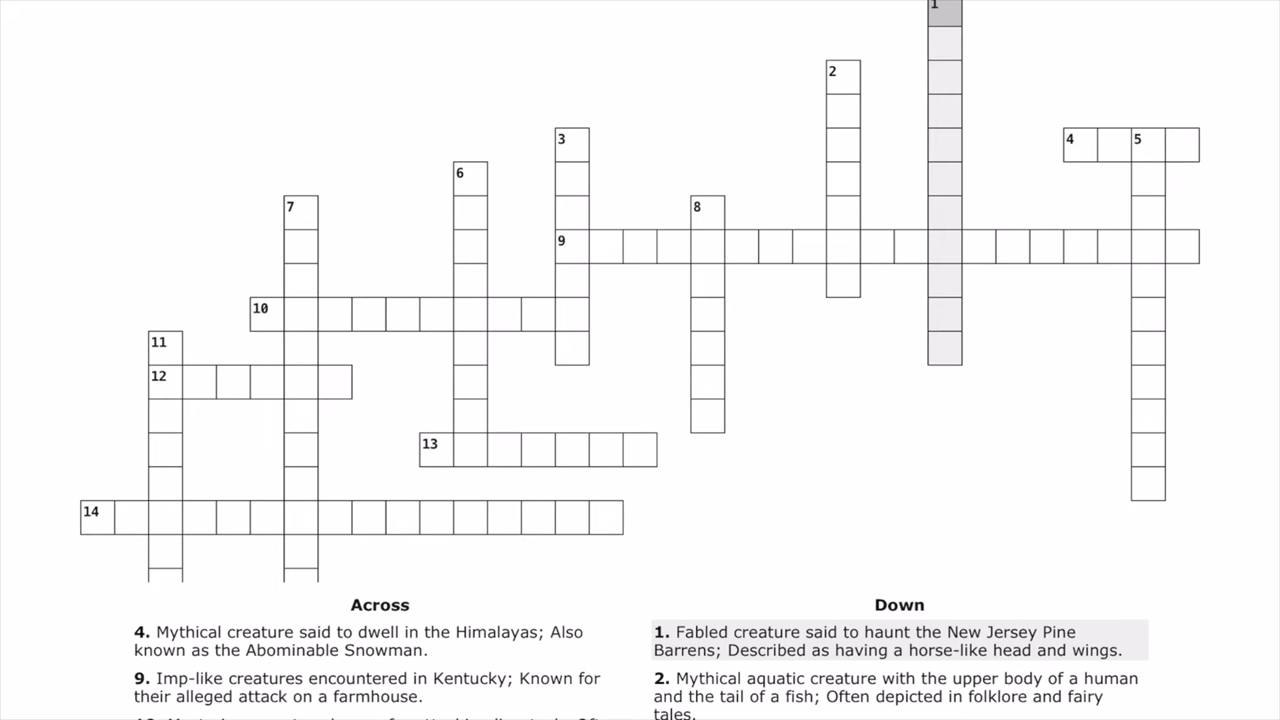 1
2
3
4
5
6
7
8
9
10
11
12
13
14
Across
4. Mythical creature said to dwell in the Himalayas; Also
known as the Abominable Snowman.
9. Imp-like creatures encountered in Kentucky; Known for
their alleged attack on a farmhouse.
Down
1. Fabled creature said to haunt the New Jersey Pine
Barrens; Described as having a horse-like head and wings.
2. Mythical aquatic creature with the upper body of a human
and the tail of a fish; Often depicted in folklore and fairy
tales.